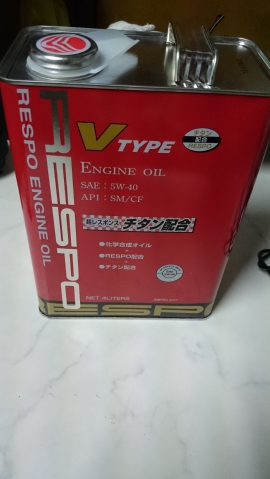 RESPO
RESPO ENGINE OIL
V TYPE
チタン
配合
RESPO
ENGINE OIL
SAE : 5W-40
API : SM/CF
超レスポンス チタン配合
●化学合成オイル
●RESPO配合
●チタン配合
NET 4LITERS
RESPO